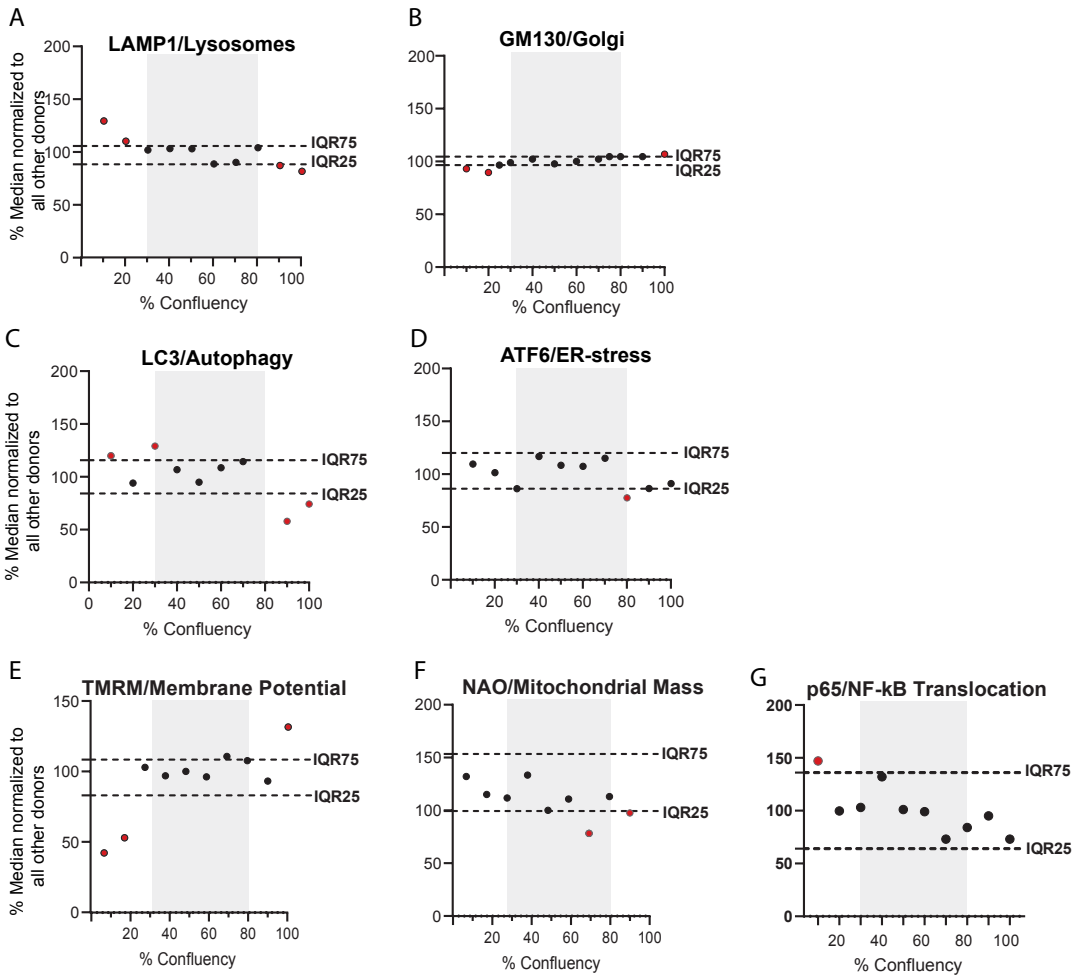 A
LAMP1/Lysosomes
% Median normalized to
all other donors
200
150
100
50
0
IQR75
IQR25
20 40 60 80 100
% Confluency
B
GM130/Golgi
200
150
100
50
0
IQR75
IQR25
20 40 60 80 100
% Confluency
C
LC3/Autophagy
% Median normalized to
all other donors
200
150
100
50
0
IQR75
IQR25
0 20 40 60 80 100
% Confluency
D
ATF6/ER-stress
200
150
100
50
0
IQR75
IQR25
20 40 60 80 100
% Confluency
E
TMRM/Membrane Potential
% Median normalized to
all other donors
150
100
50
0
IQR75
IQR25
20 40 60 80 100
% Confluency
F
NAO/Mitochondrial Mass
200
150
100
50
0
IQR75
IQR25
20 40 60 80 100
% Confluency
G
p65/NF-kB Translocation
200
150
100
50
0
IQR75
IQR25
20 40 60 80 100
% Confluency